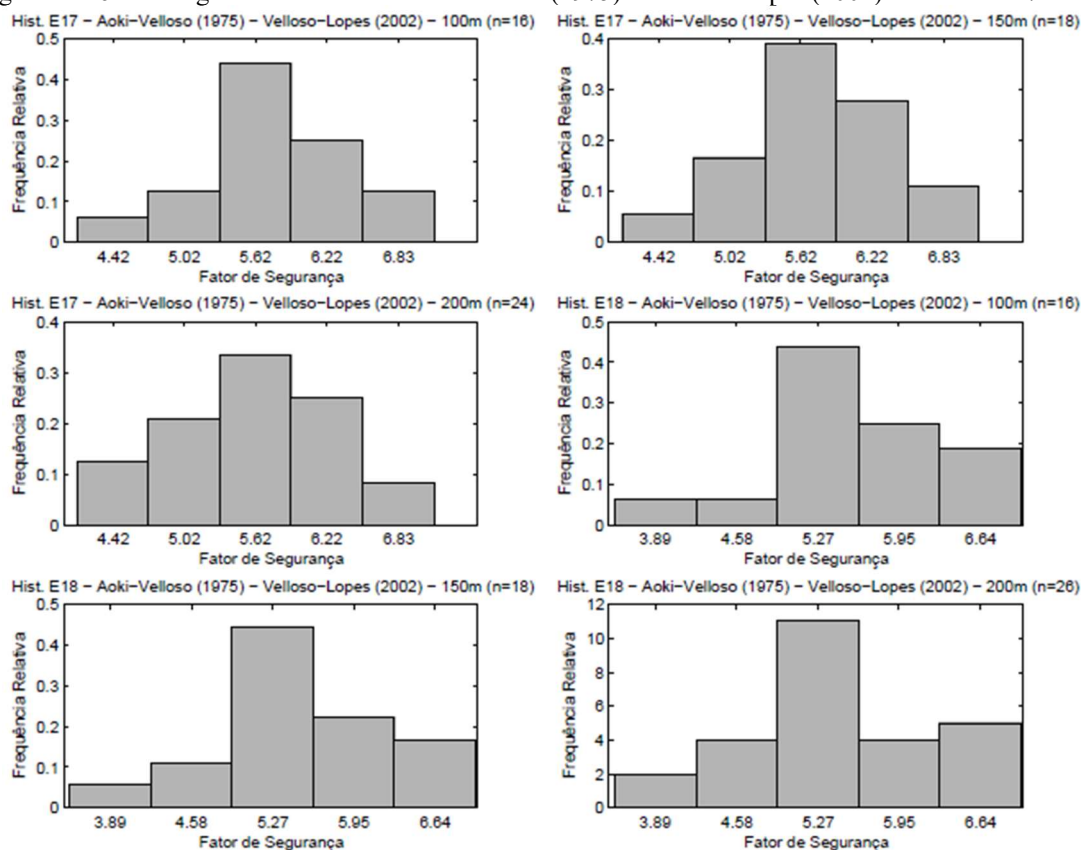 Hist. E17 − Aoki−Velloso (1975) − Velloso−Lopes (2002) − 100m (n=16)
Frequência Relativa
0.5
0.4
0.3
0.2
0.1
0
4.42 5.02 5.62 6.22 6.83
Fator de Segurança
Hist. E17 − Aoki−Velloso (1975) − Velloso−Lopes (2002) − 150m (n=18)
Frequência Relativa
0.4
0.3
0.2
0.1
0
4.42 5.02 5.62 6.22 6.83
Fator de Segurança
Hist. E17 − Aoki−Velloso (1975) − Velloso−Lopes (2002) − 200m (n=24)
Frequência Relativa
0.4
0.3
0.2
0.1
0
4.42 5.02 5.62 6.22 6.83
Fator de Segurança
Hist. E18 − Aoki−Velloso (1975) − Velloso−Lopes (2002) − 100m (n=16)
Frequência Relativa
0.5
0.4
0.3
0.2
0.1
0
3.89 4.58 5.27 5.95 6.64
Fator de Segurança
Hist. E18 − Aoki−Velloso (1975) − Velloso−Lopes (2002) − 150m (n=18)
Frequência Relativa
0.5
0.4
0.3
0.2
0.1
0
3.89 4.58 5.27 5.95 6.64
Fator de Segurança
Hist. E18 − Aoki−Velloso (1975) − Velloso−Lopes (2002) − 200m (n=26)
Frequência Relativa
12
10
8
6
4
2
0
3.89 4.58 5.27 5.95 6.64
Fator de Segurança